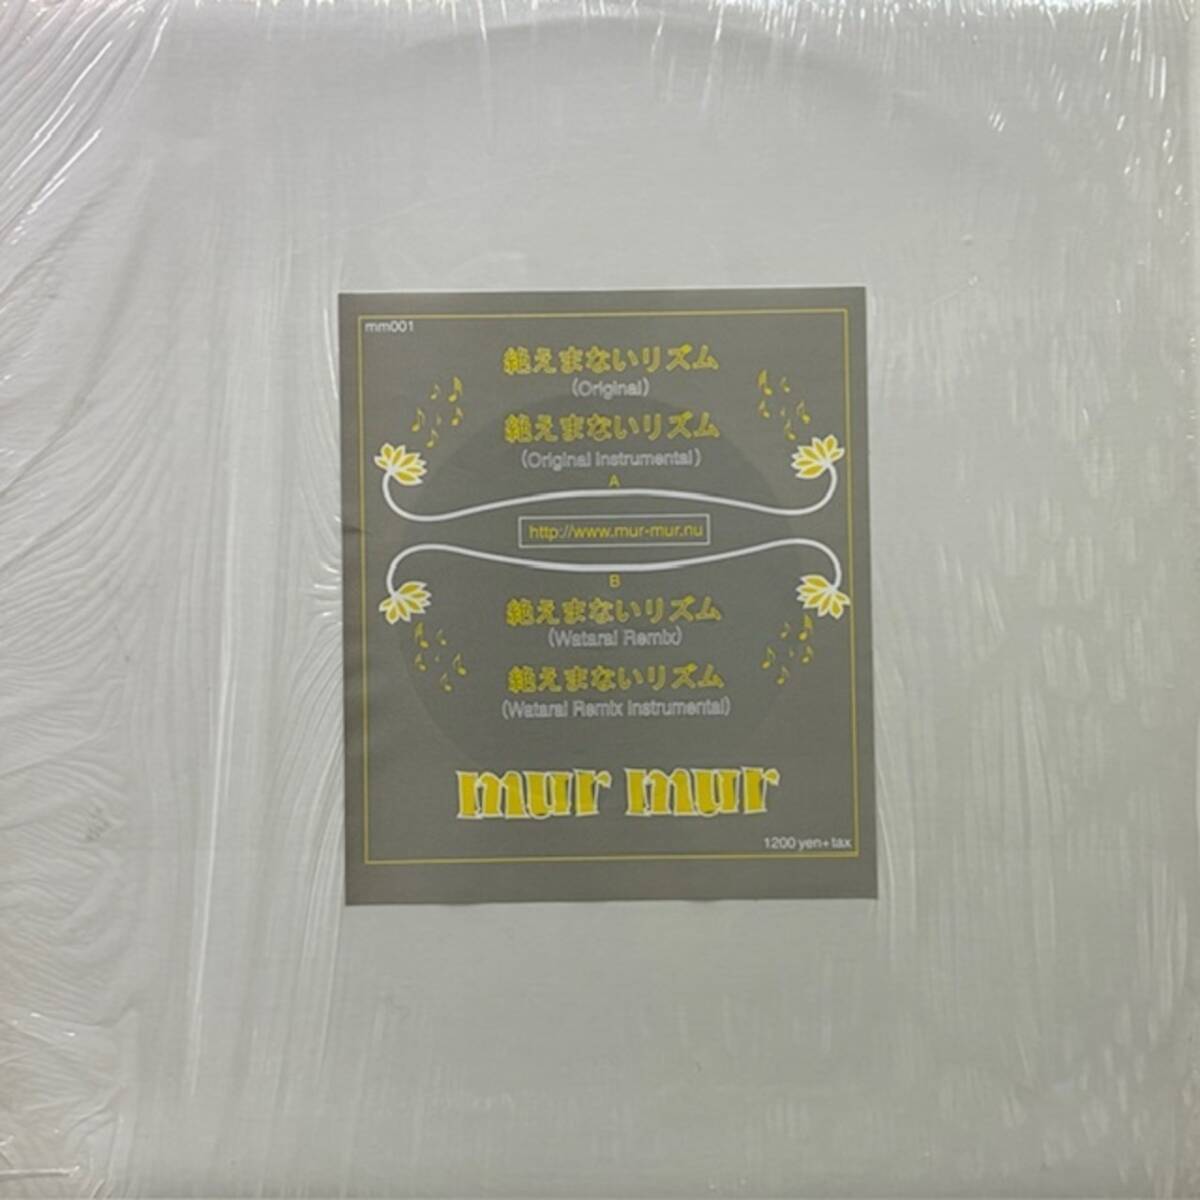 mm001
絶えまないリズム
(Original)
絶えまないリズム
(Original Instrumental)
A
http://www.mur-mur.nu
B
絶えまないリズム
(Watarai Remix)
絶えまないリズム
(Watarai Remix Instrumental)
mur mur
1200 yen+tax